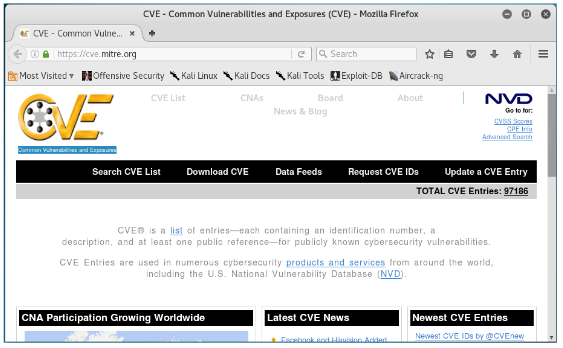 CVE - Common Vulnerabilities and Exposures (CVE) - Mozilla Firefox
CVE - Common Vulne...
https://cve.mitre.org
Search
Most Visited
Offensive Security
Kali Linux
Kali Docs
Kali Tools
Exploit-DB
Aircrack-ng
CVE
Common Vulnerabilities and Exposures
CVE List
CNAs
Board
About
News & Blog
NVD
Go to for:
CVSS Scores
CPE Info
Advanced Search
Search CVE List
Download CVE
Data Feeds
Request CVE IDs
Update a CVE Entry
TOTAL CVE Entries: 97186
CVE® is a list of entries—each containing an identification number, a
description, and at least one public reference—for publicly known cybersecurity vulnerabilities.
CVE Entries are used in numerous cybersecurity products and services from around the world,
including the U.S. National Vulnerability Database (NVD).
CNA Participation Growing Worldwide
Latest CVE News
Facebook and Hikvision Added
Newest CVE Entries
Newest CVE IDs by @CVEnew